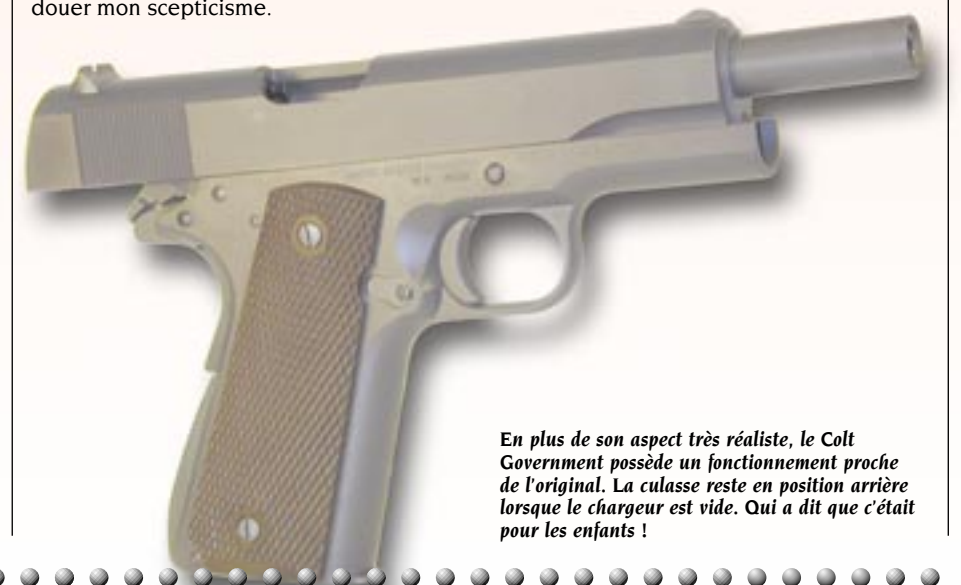 douer mon scepticisme.
En plus de son aspect très réaliste, le Colt
Government possède un fonctionnement proche
de l'original. La culasse reste en position arrière
lorsque le chargeur est vide. Qui a dit que c'était
pour les enfants !